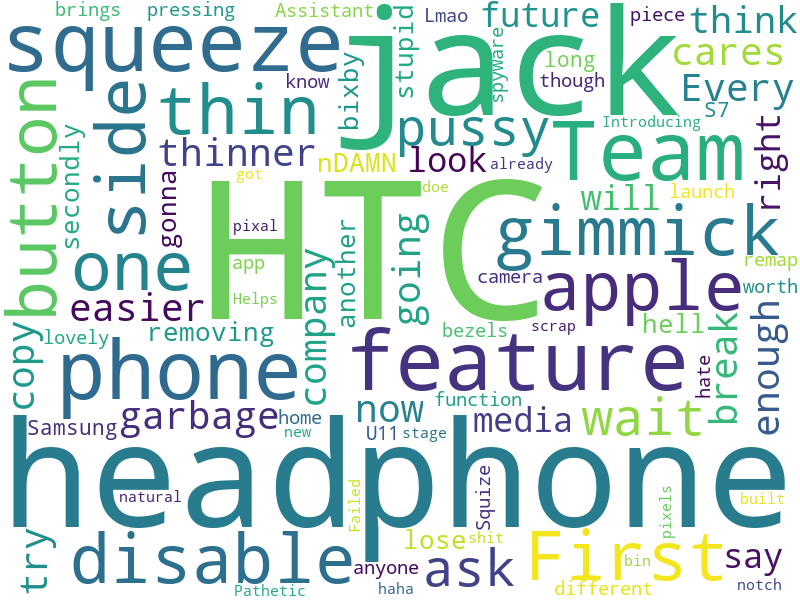 brings pressing Assistant Lmao future piece think
squeeze jack
stupid
spyware
long
cares
know
though
Every
bixby
S7
button
side
thin
pussy
Introducing
Team
thinner
nDAMN
look
already
right
secondly
gonna
got
doe
will
launch
HTC
pixal
going
gimmick
one
app
another
company
camera
remap
apple
worth
easier
Helps
lovely
removing
bezels
scrap
hell
break
enough
copy
phone
feature
hate
function
garbage
now
media
wait
Samsung
home
new
U11
stage
headphone
natural
Squize
Failed
pixels
built
try
disable
lose
shit
First
bin
say
anyone
ask
Pathetic
haha
different
notch